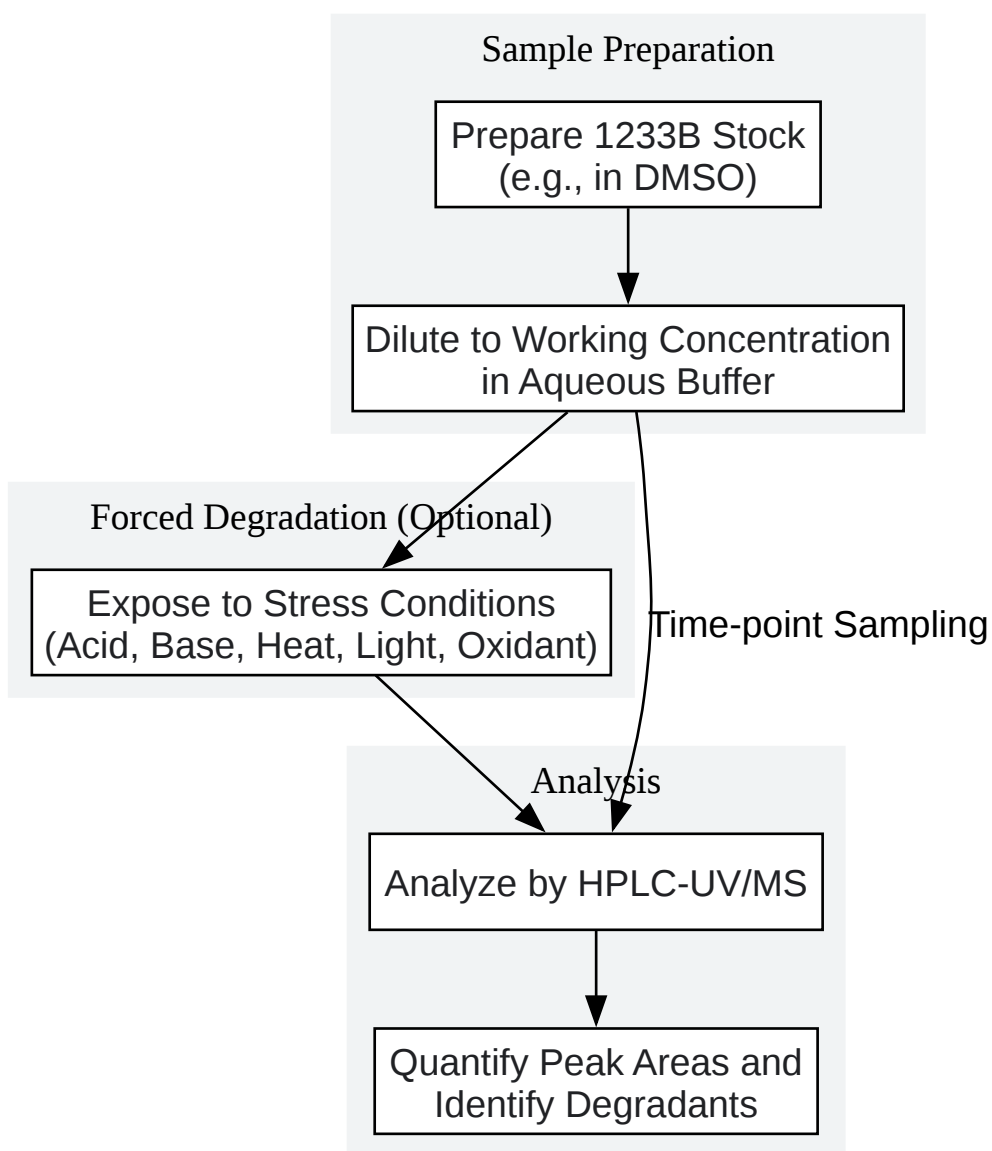 Sample Preparation
Prepare 1233B Stock
(e.g., in DMSO)
Dilute to Working Concentration
in Aqueous Buffer
Forced Degradation (Optional)
Expose to Stress Conditions
(Acid, Base, Heat, Light, Oxidant)
Time-point Sampling
Analysis
Analyze by HPLC-UV/MS
Quantify Peak Areas and
Identify Degradants